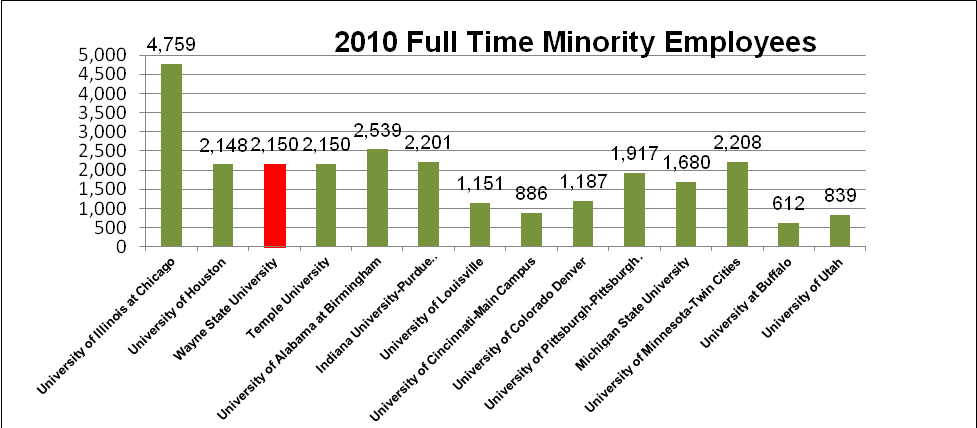 2010 Full Time Minority Employees
5,000
4,500
4,000
3,500
3,000
2,500
2,000
1,500
1,000
500
0
4,759
2,148
2,150
2,150
2,539
2,201
1,151
886
1,187
1,917
1,680
2,208
612
839
University of Illinois at Chicago
University of Houston
Wayne State University
Temple University
University of Alabama at Birmingham
Indiana University-Purdue..
University of Louisville
University of Cincinnati-Main Campus
University of Colorado Denver
University of Pittsburgh-Pittsburgh.
Michigan State University
University of Minnesota-Twin Cities
University at Buffalo
University of Utah